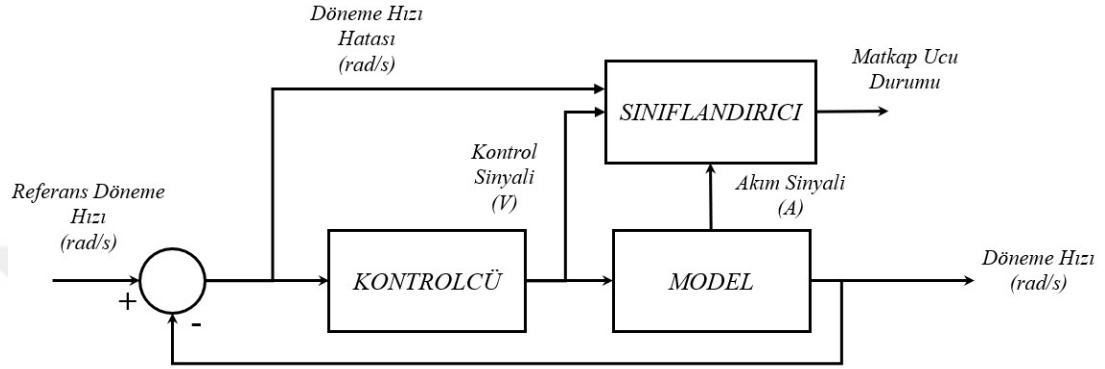 Döneme Hızı
Hatası
(rad/s)
Matkap Ucu
Durumu
SINIFLANDIRICI
Kontrol
Sinyali
(V)
Akım Sinyali
(A)
Referans Döneme
Hızı
(rad/s)
KONTROLCÜ
MODEL
Döneme Hızı
(rad/s)
+
-